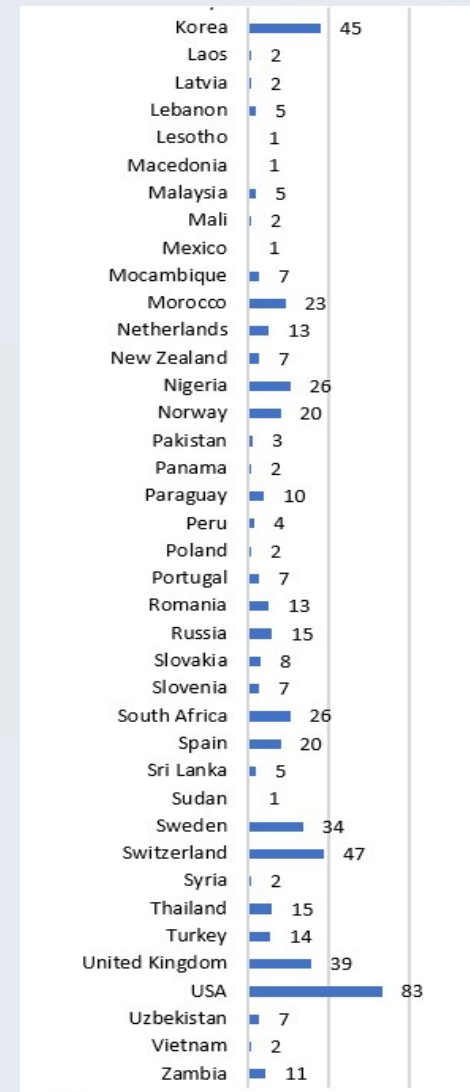 Korea 45
Laos 2
Latvia 2
Lebanon 5
Lesotho 1
Macedonia 1
Malaysia 5
Mali 2
Mexico 1
Mocambique 7
Morocco 23
Netherlands 13
New Zealand 7
Nigeria 26
Norway 20
Pakistan 3
Panama 2
Paraguay 10
Peru 4
Poland 2
Portugal 7
Romania 13
Russia 15
Slovakia 8
Slovenia 7
South Africa 26
Spain 20
Sri Lanka 5
Sudan 1
Sweden 34
Switzerland 47
Syria 2
Thailand 15
Turkey 14
United Kingdom 39
USA 83
Uzbekistan 7
Vietnam 2
Zambia 11